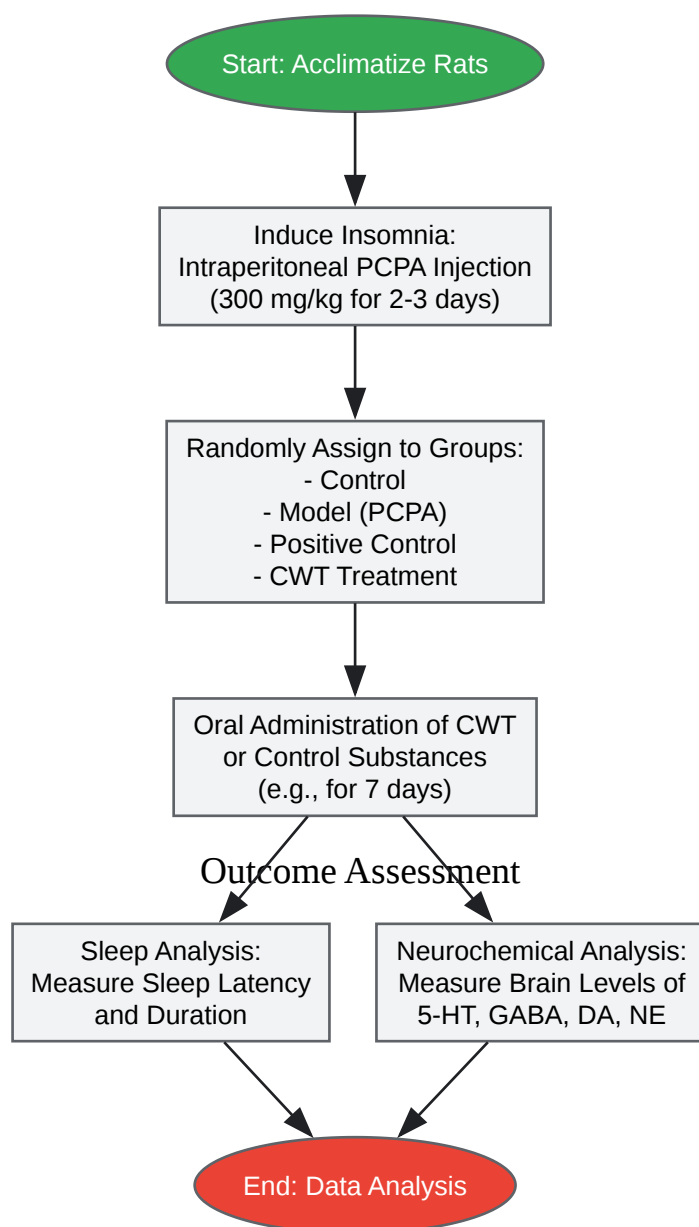 Start: Acclimatize Rats
Induce Insomnia:
Intraperitoneal PCPA Injection
(300 mg/kg for 2-3 days)
Randomly Assign to Groups:
- Control
- Model (PCPA)
- Positive Control
- CWT Treatment
Oral Administration of CWT
or Control Substances
(e.g., for 7 days)
Outcome Assessment
Sleep Analysis:
Measure Sleep Latency
and Duration
Neurochemical Analysis:
Measure Brain Levels of
5-HT, GABA, DA, NE
End: Data Analysis